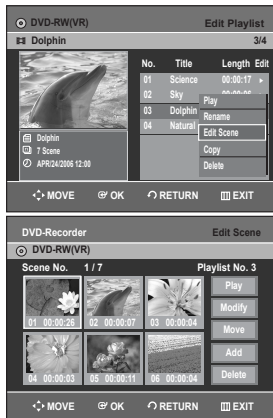 DVD-RW(VR) Edit Playlist
Dolphin 3/4
No. Title Length Edit
01 Science 00:00:17
02 Sky
03 Dolphin
04 Natural
Play
Rename
Edit Scene
Copy
Delete
Dolphin
7 Scene
APR/24/2006 12:00
MOVE OK RETURN EXIT
DVD-Recorder Edit Scene
DVD-RW(VR)
Scene No. 1 / 7 Playlist No. 3
01 00:00:26 02 00:00:07 03 00:00:04
04 00:00:03 05 00:00:11 06 00:00:04
Play
Modify
Move
Add
Delete
MOVE OK RETURN EXIT